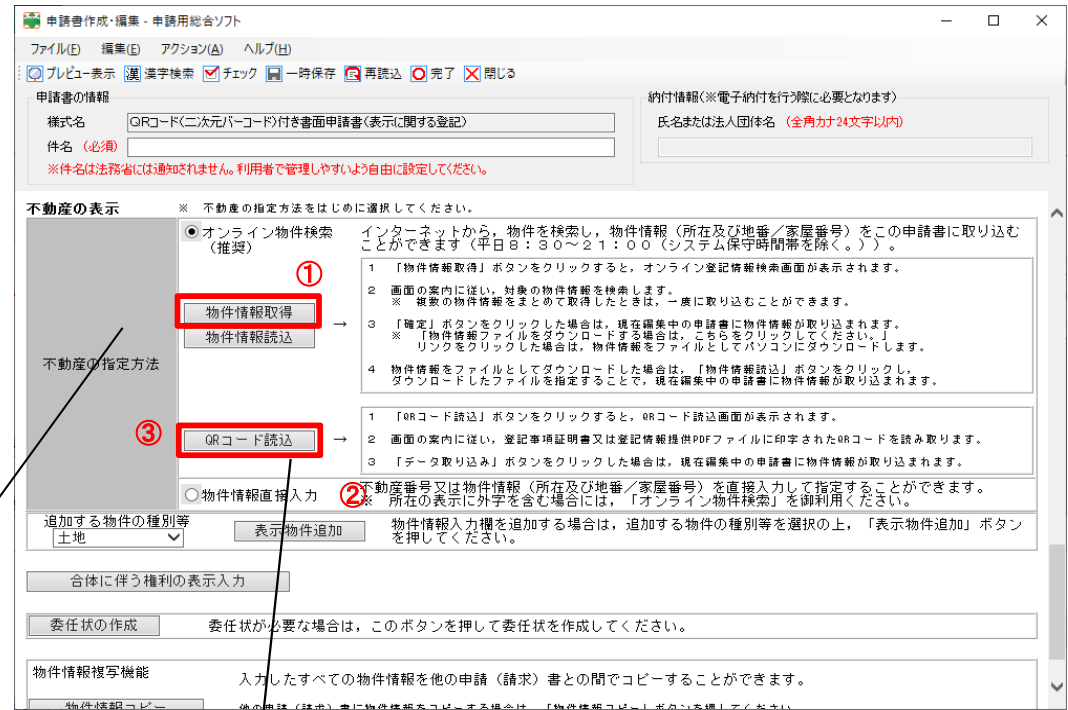 申請書作成・編集 - 申請用総合ソフト
ファイル(F) 編集(E) アクション(A) ヘルプ(H)
プレビュー表示 漢 漢字検索 チェック 一時保存 再読込 完了 閉じる
申請書の情報
様式名 QRコード(二次元バーコード)付き書面申請書(表示に関する登記)
件名 (必須)
※件名は法務省には通知されません。利用者で管理しやすいよう自由に設定してください。
納付情報(※電子納付を行う際に必要となります)
氏名または法人団体名 (全角カナ24文字以内)
不動産の表示 ※ 不動産の指定方法をはじめに選択してください。
不動産の指定方法
オンライン物件検索
(推奨)
インターネットから,物件を検索し,物件情報(所在及び地番/家屋番号)をこの申請書に取り込む
ことができます(平日8:30~21:00(システム保守時間帯を除く。))。
①
物件情報取得
物件情報読込
→
1 「物件情報取得」ボタンをクリックすると,オンライン登記情報検索画面が表示されます。
2 画面の案内に従い,対象の物件情報を検索します。
※ 複数の物件情報をまとめて取得したときは,一度に取り込むことができます。
3 「確定」ボタンをクリックした場合は,現在編集中の申請書に物件情報が取り込まれます。
※ 「物件情報ファイルをダウンロードする場合は,こちらをクリックしてください。」
リンクをクリックした場合は,物件情報をファイルとしてパソコンにダウンロードします。
4 物件情報をファイルとしてダウンロードした場合は,「物件情報読込」ボタンをクリックし,
ダウンロードしたファイルを指定することで,現在編集中の申請書に物件情報が取り込まれます。
③
QRコード読込
→
1 「QRコード読込」ボタンをクリックすると,QRコード読込画面が表示されます。
2 画面の案内に従い,登記事項証明書又は登記情報提供PDFファイルに印字されたQRコードを読み取ります。
3 「データ取り込み」ボタンをクリックした場合は,現在編集中の申請書に物件情報が取り込まれます。
物件情報直接入力
②
不動産番号又は物件情報(所在及び地番/家屋番号)を直接入力して指定することができます。
※ 所在の表示に外字を含む場合には,「オンライン物件検索」を御利用ください。
追加する物件の種別等
土地
表示物件追加
物件情報入力欄を追加する場合は,追加する物件の種別等を選択の上,「表示物件追加」ボタン
を押してください。
合体に伴う権利の表示入力
委任状の作成 委任状が必要な場合は,このボタンを押して委任状を作成してください。
物件情報複写機能
入力したすべての物件情報を他の申請(請求)書との間でコピーすることができます。
物件情報コピー
他の申請(請求)書に物件情報をコピーする場合は,「物件情報コピー」ボタンを押してください